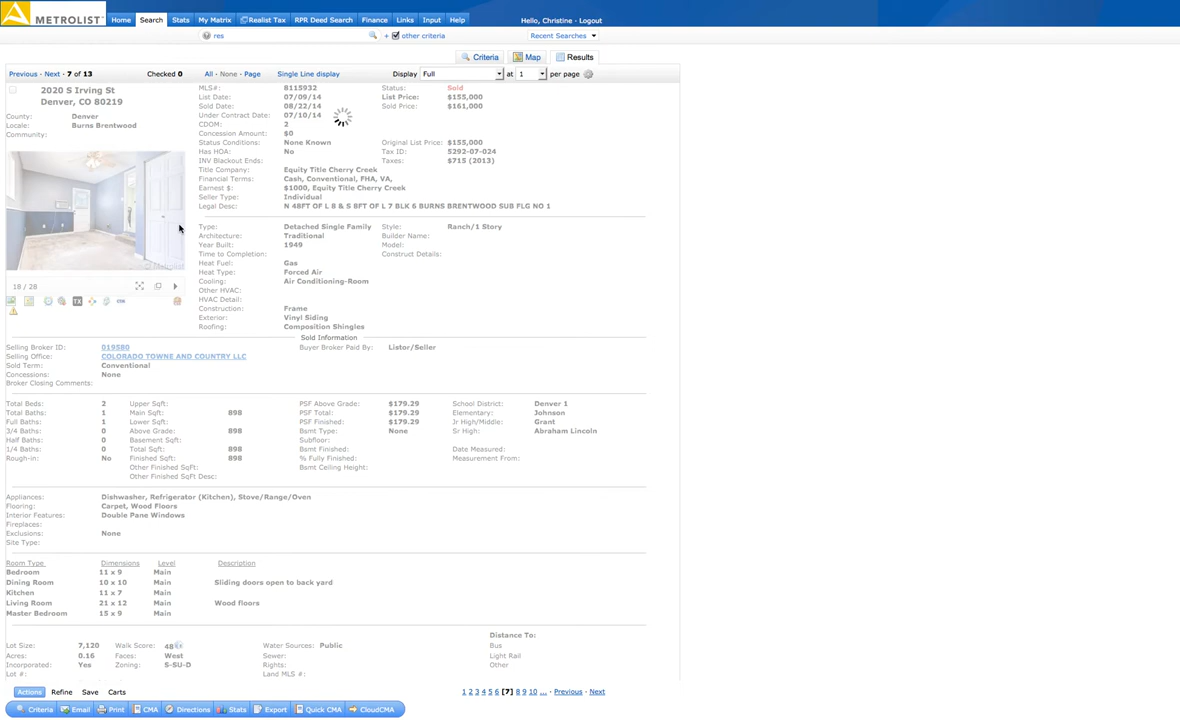 METROLIST Home Search Stats My Matrix Realist Tax RPR Deed Search Finance Links Input Help Hello, Christine - Logout
res + other criteria Recent Searches
Criteria Map Results
Previous · Next · 7 of 13 Checked 0 All · None · Page Single Line display Display Full at 1 per page
2020 S Irving St
Denver, CO 80219
County: Denver
Locale: Burns Brentwood
Community:
MLS#: 8115932 Status: Sold
List Date: 07/09/14 List Price: $155,000
Sold Date: 08/22/14 Sold Price: $161,000
Under Contract Date: 07/10/14
CDOM: 2
Concession Amount: $0
Status Conditions: None Known Original List Price: $155,000
Has HOA: No Tax ID: 5292-07-024
INV Blackout Ends: Taxes: $715 (2013)
Title Company: Equity Title Cherry Creek
Financial Terms: Cash, Conventional, FHA, VA,
Earnest $: $1000, Equity Title Cherry Creek
Seller Type: Individual
Legal Desc: N 48FT OF L 8 & S 8FT OF L 7 BLK 6 BURNS BRENTWOOD SUB FLG NO 1
Type: Detached Single Family Style: Ranch/1 Story
Architecture: Traditional Builder Name:
Year Built: 1949 Model:
Time to Completion: Construct Details:
Heat Fuel: Gas
Heat Type: Forced Air
Cooling: Air Conditioning-Room
Other HVAC:
HVAC Detail:
Construction: Frame
Exterior: Vinyl Siding
Roofing: Composition Shingles
18 / 28
TX
Sold Information
Selling Broker ID: 019580 Buyer Broker Paid By: Listor/Seller
Selling Office: COLORADO TOWNE AND COUNTRY LLC
Sold Term: Conventional
Concessions: None
Broker Closing Comments:
Total Beds: 2 Upper Sqft: PSF Above Grade: $179.29 School District: Denver 1
Total Baths: 1 Main Sqft: 898 PSF Total: $179.29 Elementary: Johnson
Full Baths: 1 Lower Sqft: PSF Finished: $179.29 Jr High/Middle: Grant
3/4 Baths: 0 Above Grade: 898 Bsmt Type: None Sr High: Abraham Lincoln
Half Baths: 0 Basement Sqft: Subfloor:
1/4 Baths: 0 Total Sqft: 898 Bsmt Finished: Date Measured:
Rough-in: No Finished Sqft: 898 % Fully Finished: Measurement From:
Other Finished SqFt: Bsmt Ceiling Height:
Other Finished SqFt Desc:
Appliances: Dishwasher, Refrigerator (Kitchen), Stove/Range/Oven
Flooring: Carpet, Wood Floors
Interior Features: Double Pane Windows
Fireplaces:
Exclusions: None
Site Type:
Room Type Dimensions Level Description
Bedroom 11 x 9 Main
Dining Room 10 x 10 Main Sliding doors open to back yard
Kitchen 11 x 7 Main
Living Room 21 x 12 Main Wood floors
Master Bedroom 15 x 9 Main
Distance To:
Lot Size: 7,120 Walk Score: 48 Water Sources: Public Bus
Acres: 0.16 Faces: West Sewer: Light Rail
Incorporated: Yes Zoning: S-SU-D Rights: Other
Lot #: Land MLS #:
Actions Refine Save Carts 1 2 3 4 5 6 [7] 8 9 10 ... · Previous · Next
Criteria Email Print CMA Directions Stats Export Quick CMA CloudCMA